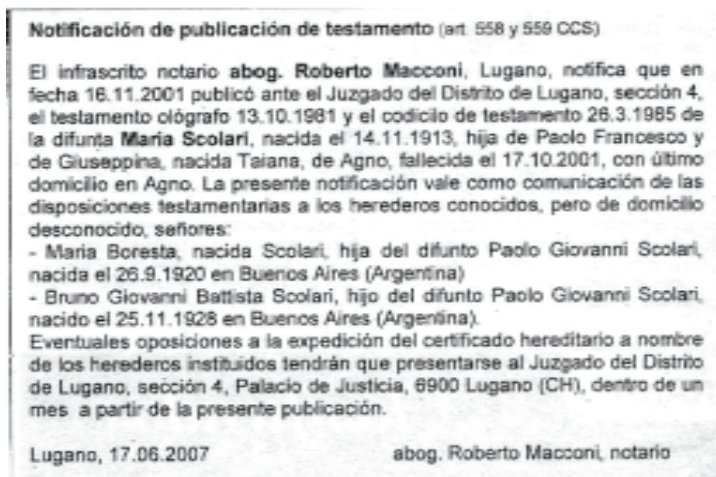 Notificación de publicación de testamento (art. 558 y 559 CCS)
El infrascrito notario abog. Roberto Macconi, Lugano, notifica que en
fecha 16.11.2001 publicó ante el Juzgado del Distrito de Lugano, sección 4,
el testamento ológrafo 13.10.1981 y el codicilo de testamento 26.3.1985 de
la difunta Maria Scolari, nacida el 14.11.1913, hija de Paolo Francesco y
de Giuseppina, nacida Taiana, de Agno, fallecida el 17.10.2001, con último
domicilio en Agno. La presente notificación vale como comunicación de las
disposiciones testamentarias a los herederos conocidos, pero de domicilio
desconocido, señores:
- Maria Boresta, nacida Scolari, hija del difunto Paolo Giovanni Scolari,
nacida el 26.9.1920 en Buenos Aires (Argentina)
- Bruno Giovanni Battista Scolari, hijo del difunto Paolo Giovanni Scolari,
nacido el 25.11.1928 en Buenos Aires (Argentina).
Eventuales oposiciones a la expedición del certificado hereditario a nombre
de los herederos instituidos tendrán que presentarse al Juzgado del Distrito
de Lugano, sección 4, Palacio de Justicia, 6900 Lugano (CH), dentro de un
mes a partir de la presente publicación.
Lugano, 17.06.2007 abog. Roberto Macconi, notario